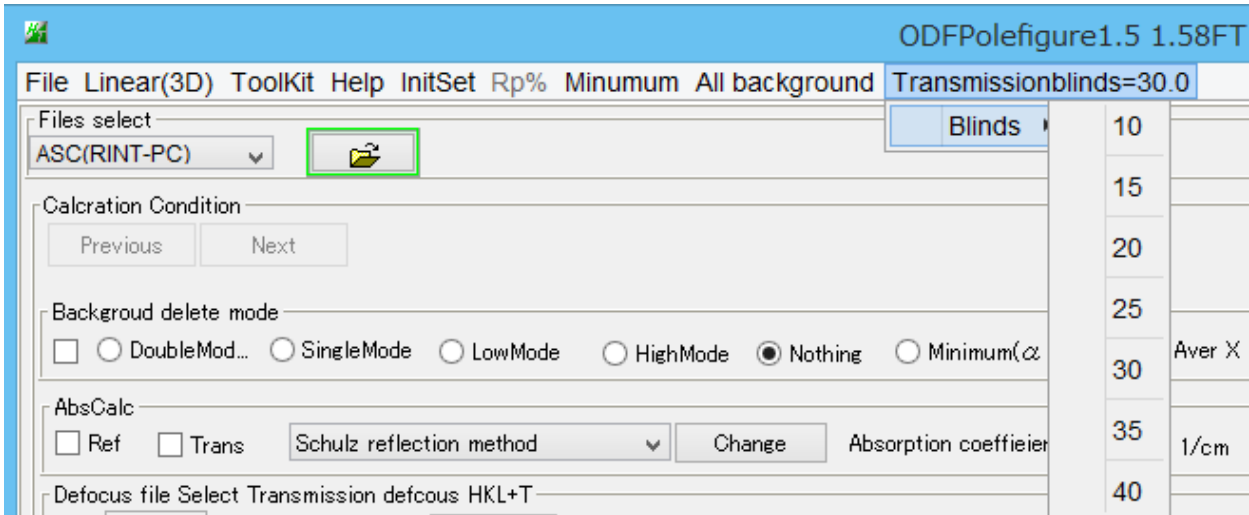 ODFPolefigure1.5 1.58FT
File Linear(3D) ToolKit Help InitSet Rp% Minumum All background Transmissionblinds=30.0
Files select
Blinds
10
ASC(RINT-PC)
15
Calcration Condition
Previous Next
20
Backgroud delete mode
25
DoubleMod... SingleMode LowMode HighMode Nothing Minimum(α Aver X
30
AbsCalc
35
Ref Trans Schulz reflection method Change Absorption coeffieier 1/cm
Defocus file Select Transmission defcous HKL+T
40